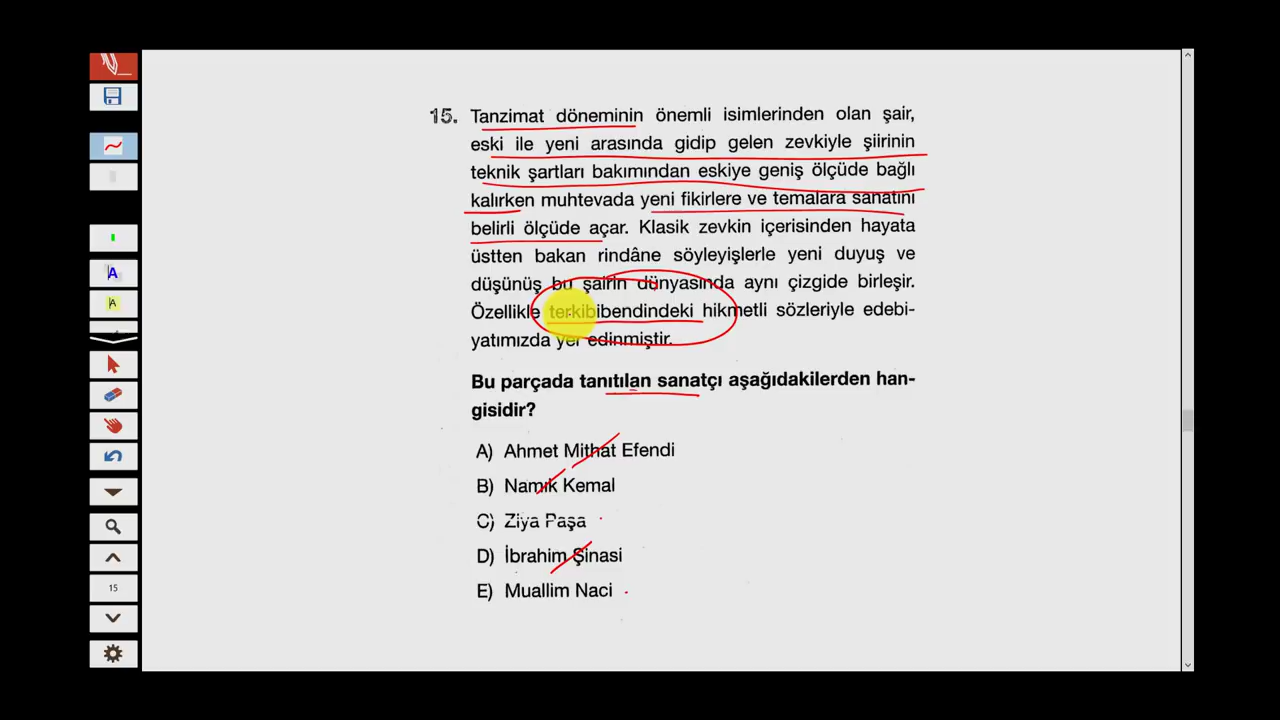 15. Tanzimat döneminin önemli isimlerinden olan şair,
eski ile yeni arasında gidip gelen zevkiyle şiirinin
teknik şartları bakımından eskiye geniş ölçüde bağlı
kalırken muhtevada yeni fikirlere ve temalara sanatını
belirli ölçüde açar. Klasik zevkin içerisinden hayata
üstten bakan rindâne söyleyişlerle yeni duyuş ve
düşünüş bu şairin dünyasında aynı çizgide birleşir.
Özellikle terkibibendindeki hikmetli sözleriyle edebi-
yatımızda yer edinmiştir.
Bu parçada tanıtılan sanatçı aşağıdakilerden han-
gisidir?
A) Ahmet Mithat Efendi
B) Namık Kemal
C) Ziya Paşa
D) İbrahim Şinasi
E) Muallim Naci
A
A
15